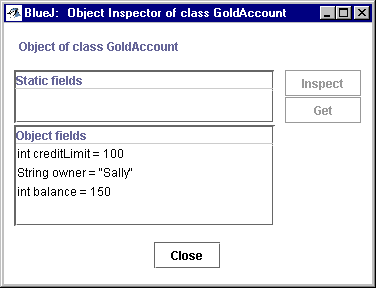 BlueJ: Object Inspector of class GoldAccount
Object of class GoldAccount
Static fields
Inspect
Get
Object fields
int creditLimit = 100
String owner = "Sally"
int balance = 150
Close